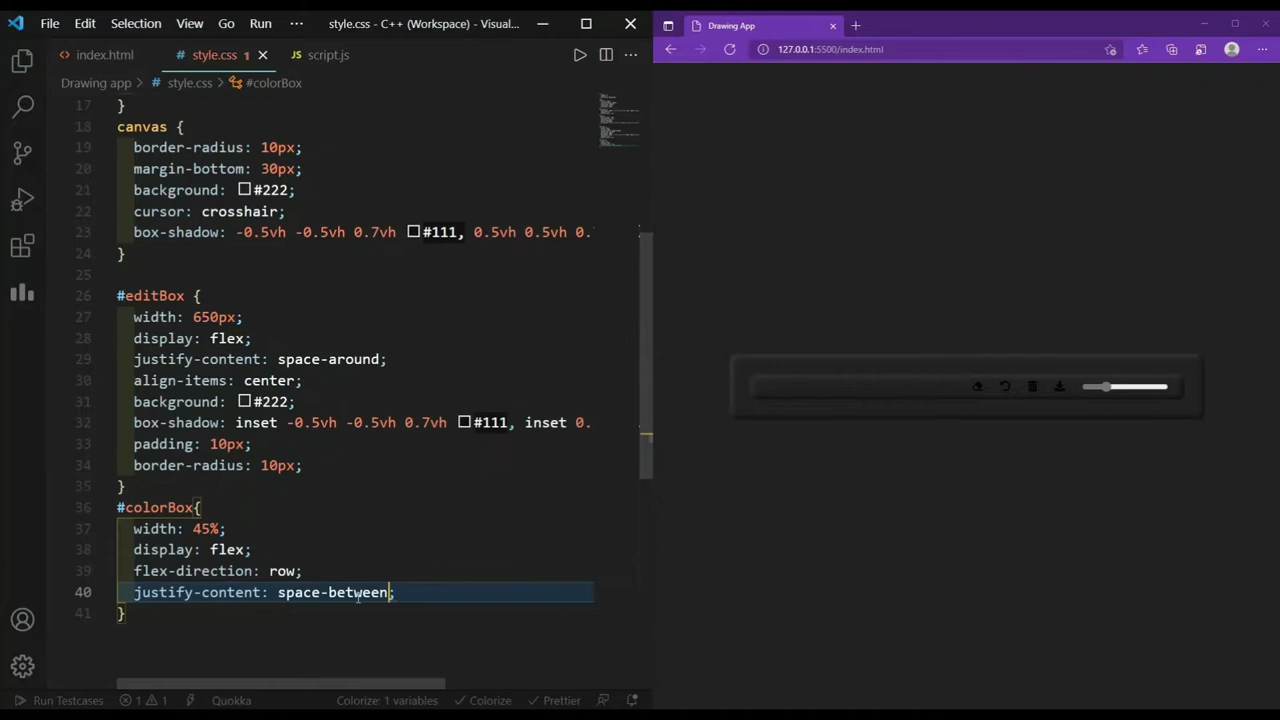 File Edit Selection View Go Run ··· style.css - C++ (Workspace) - Visual...
index.html
# style.css 1
JS script.js
Drawing app > # style.css > #colorBox
17 }
18 canvas {
19 border-radius: 10px;
20 margin-bottom: 30px;
21 background: #222;
22 cursor: crosshair;
23 box-shadow: -0.5vh -0.5vh 0.7vh #111, 0.5vh 0.5vh 0.
24 }
25
26 #editBox {
27 width: 650px;
28 display: flex;
29 justify-content: space-around;
30 align-items: center;
31 background: #222;
32 box-shadow: inset -0.5vh -0.5vh 0.7vh #111, inset 0.
33 padding: 10px;
34 border-radius: 10px;
35 }
36 #colorBox{
37 width: 45%;
38 display: flex;
39 flex-direction: row;
40 justify-content: space-between;
41 }
Run Testcases 1 1 Quokka Colorize: 1 variables Colorize Prettier
Drawing App
127.0.0.1:5500/index.html